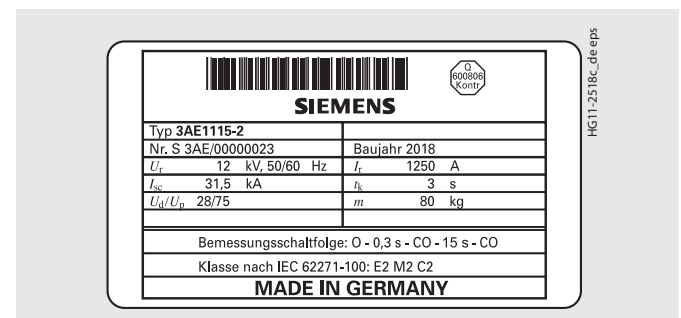 Q
600806
Kontr
SIEMENS
Typ 3AE1115-2
Nr. S 3AE/00000023 Baujahr 2018
Ur 12 kV, 50/60 Hz Ir 1250 A
Isc 31,5 kA tk 3 s
Ud/Up 28/75 m 80 kg
Bemessungsschaltfolge: O - 0,3 s - CO - 15 s - CO
Klasse nach IEC 62271-100: E2 M2 C2
MADE IN GERMANY
HG11-2518c_de eps